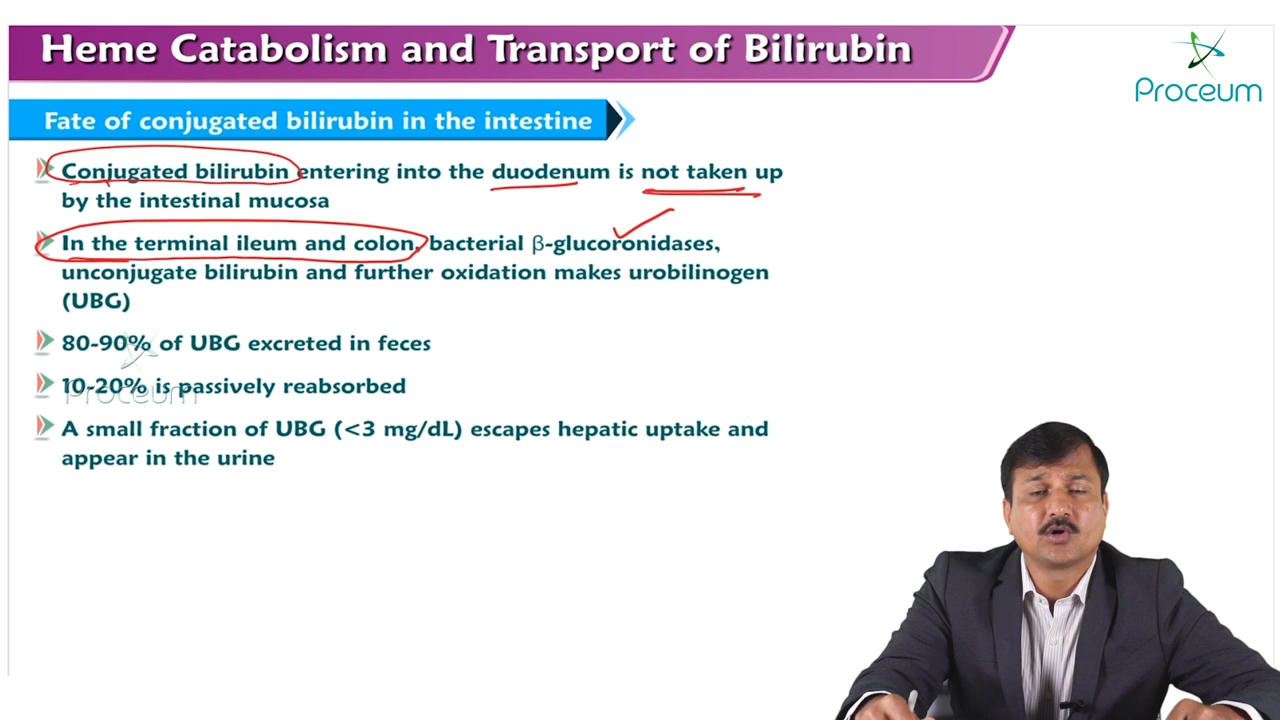 Heme Catabolism and Transport of Bilirubin
Proceum
Fate of conjugated bilirubin in the intestine
Conjugated bilirubin entering into the duodenum is not taken up
by the intestinal mucosa
In the terminal ileum and colon, bacterial β-glucoronidases,
unconjugate bilirubin and further oxidation makes urobilinogen
(UBG)
80-90% of UBG excreted in feces
10-20% is passively reabsorbed
Proceum
A small fraction of UBG (<3 mg/dL) escapes hepatic uptake and
appear in the urine